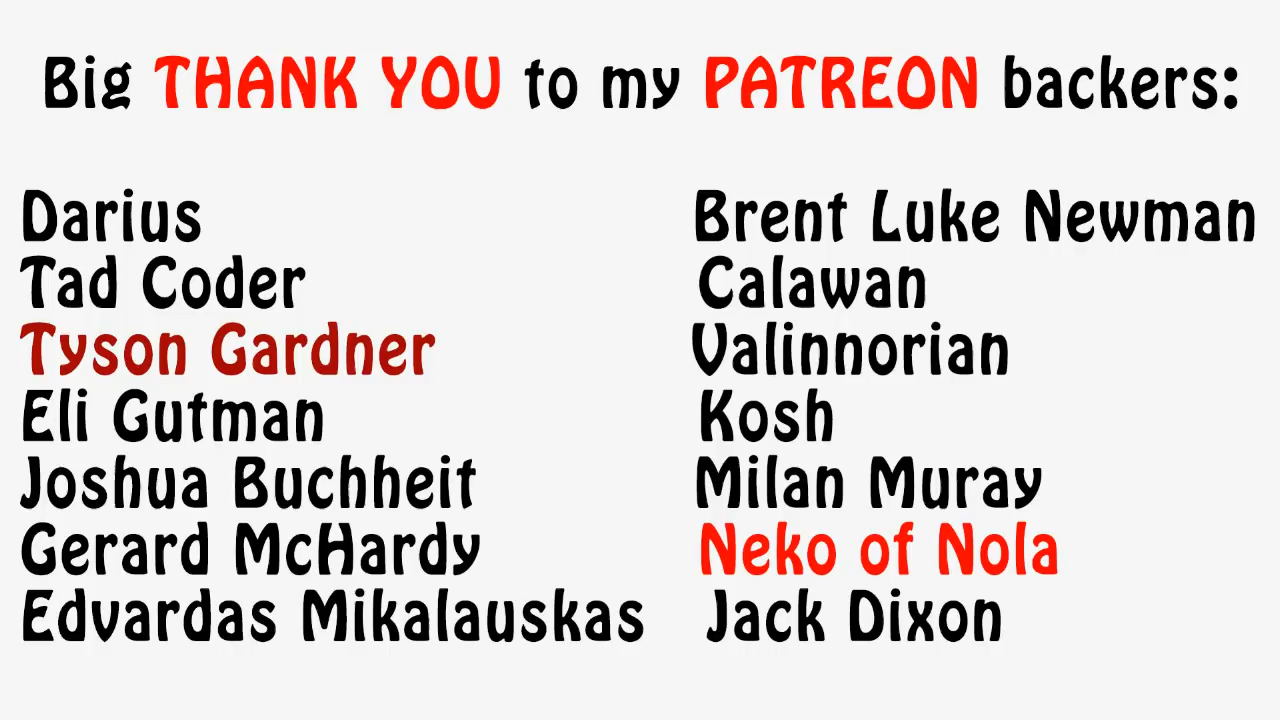 Big THANK YOU to my PATREON backers:
Darius
Tad Coder
Tyson Gardner
Eli Gutman
Joshua Buchheit
Gerard McHardy
Edvardas Mikalauskas
Brent Luke Newman
Calawan
Valinnorian
Kosh
Milan Muray
Neko of Nola
Jack Dixon